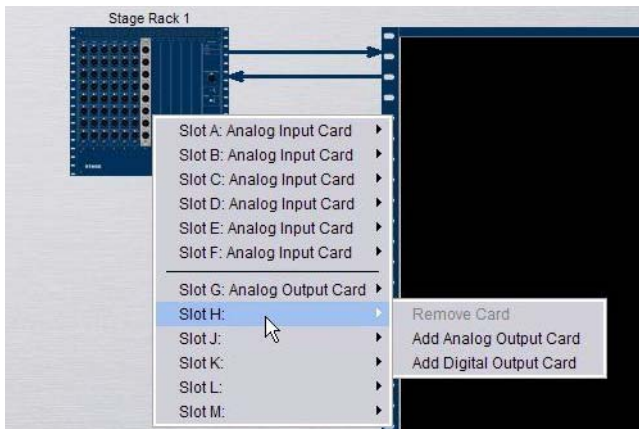 Stage Rack 1
STAGE
Slot A: Analog Input Card
Slot B: Analog Input Card
Slot C: Analog Input Card
Slot D: Analog Input Card
Slot E: Analog Input Card
Slot F: Analog Input Card
Slot G: Analog Output Card
Slot H:
Slot J:
Slot K:
Slot L:
Slot M:
Remove Card
Add Analog Output Card
Add Digital Output Card